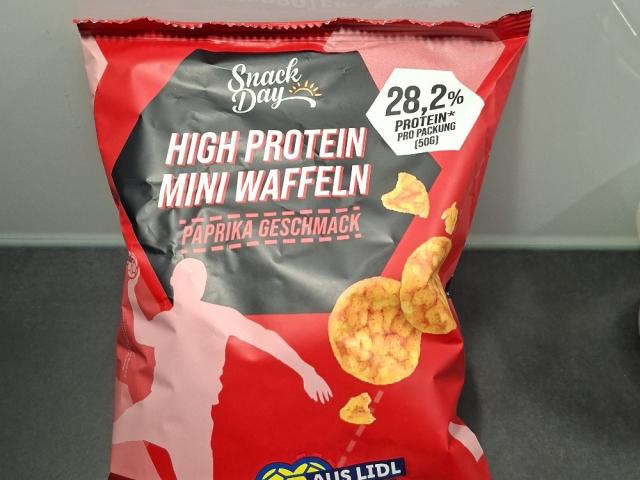 Snack
Day
28,2%
PROTEIN*
PRO PACKUNG
(50G)
HIGH PROTEIN
MINI WAFFELN
PAPRIKA GESCHMACK
AUS LIDL